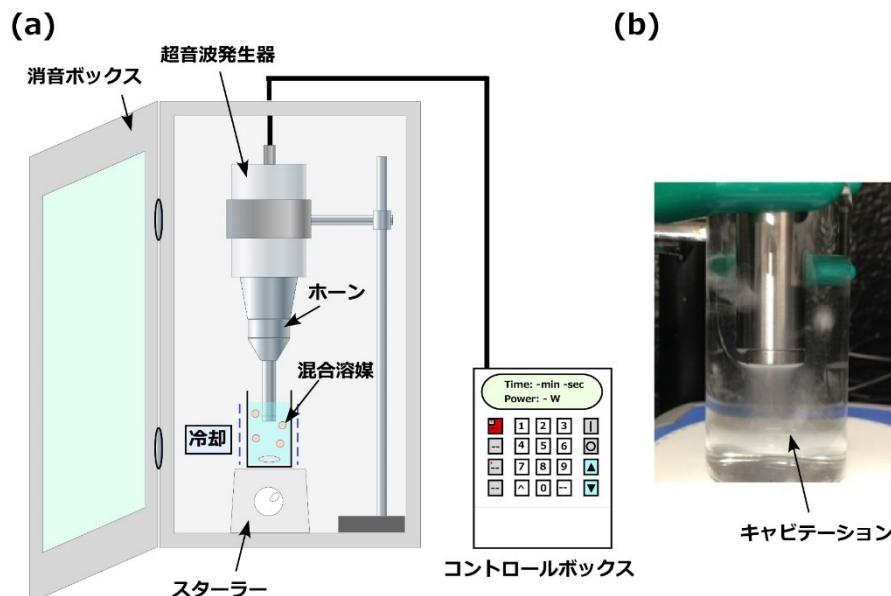 (a)
消音ボックス
超音波発生器
ホーン
混合溶媒
冷却
スターラー
Time: -min -sec
Power: - W
1 2 3
-- 4 5 6
-- 7 8 9
-- ^ 0 --
コントロールボックス
(b)
キャビテーション